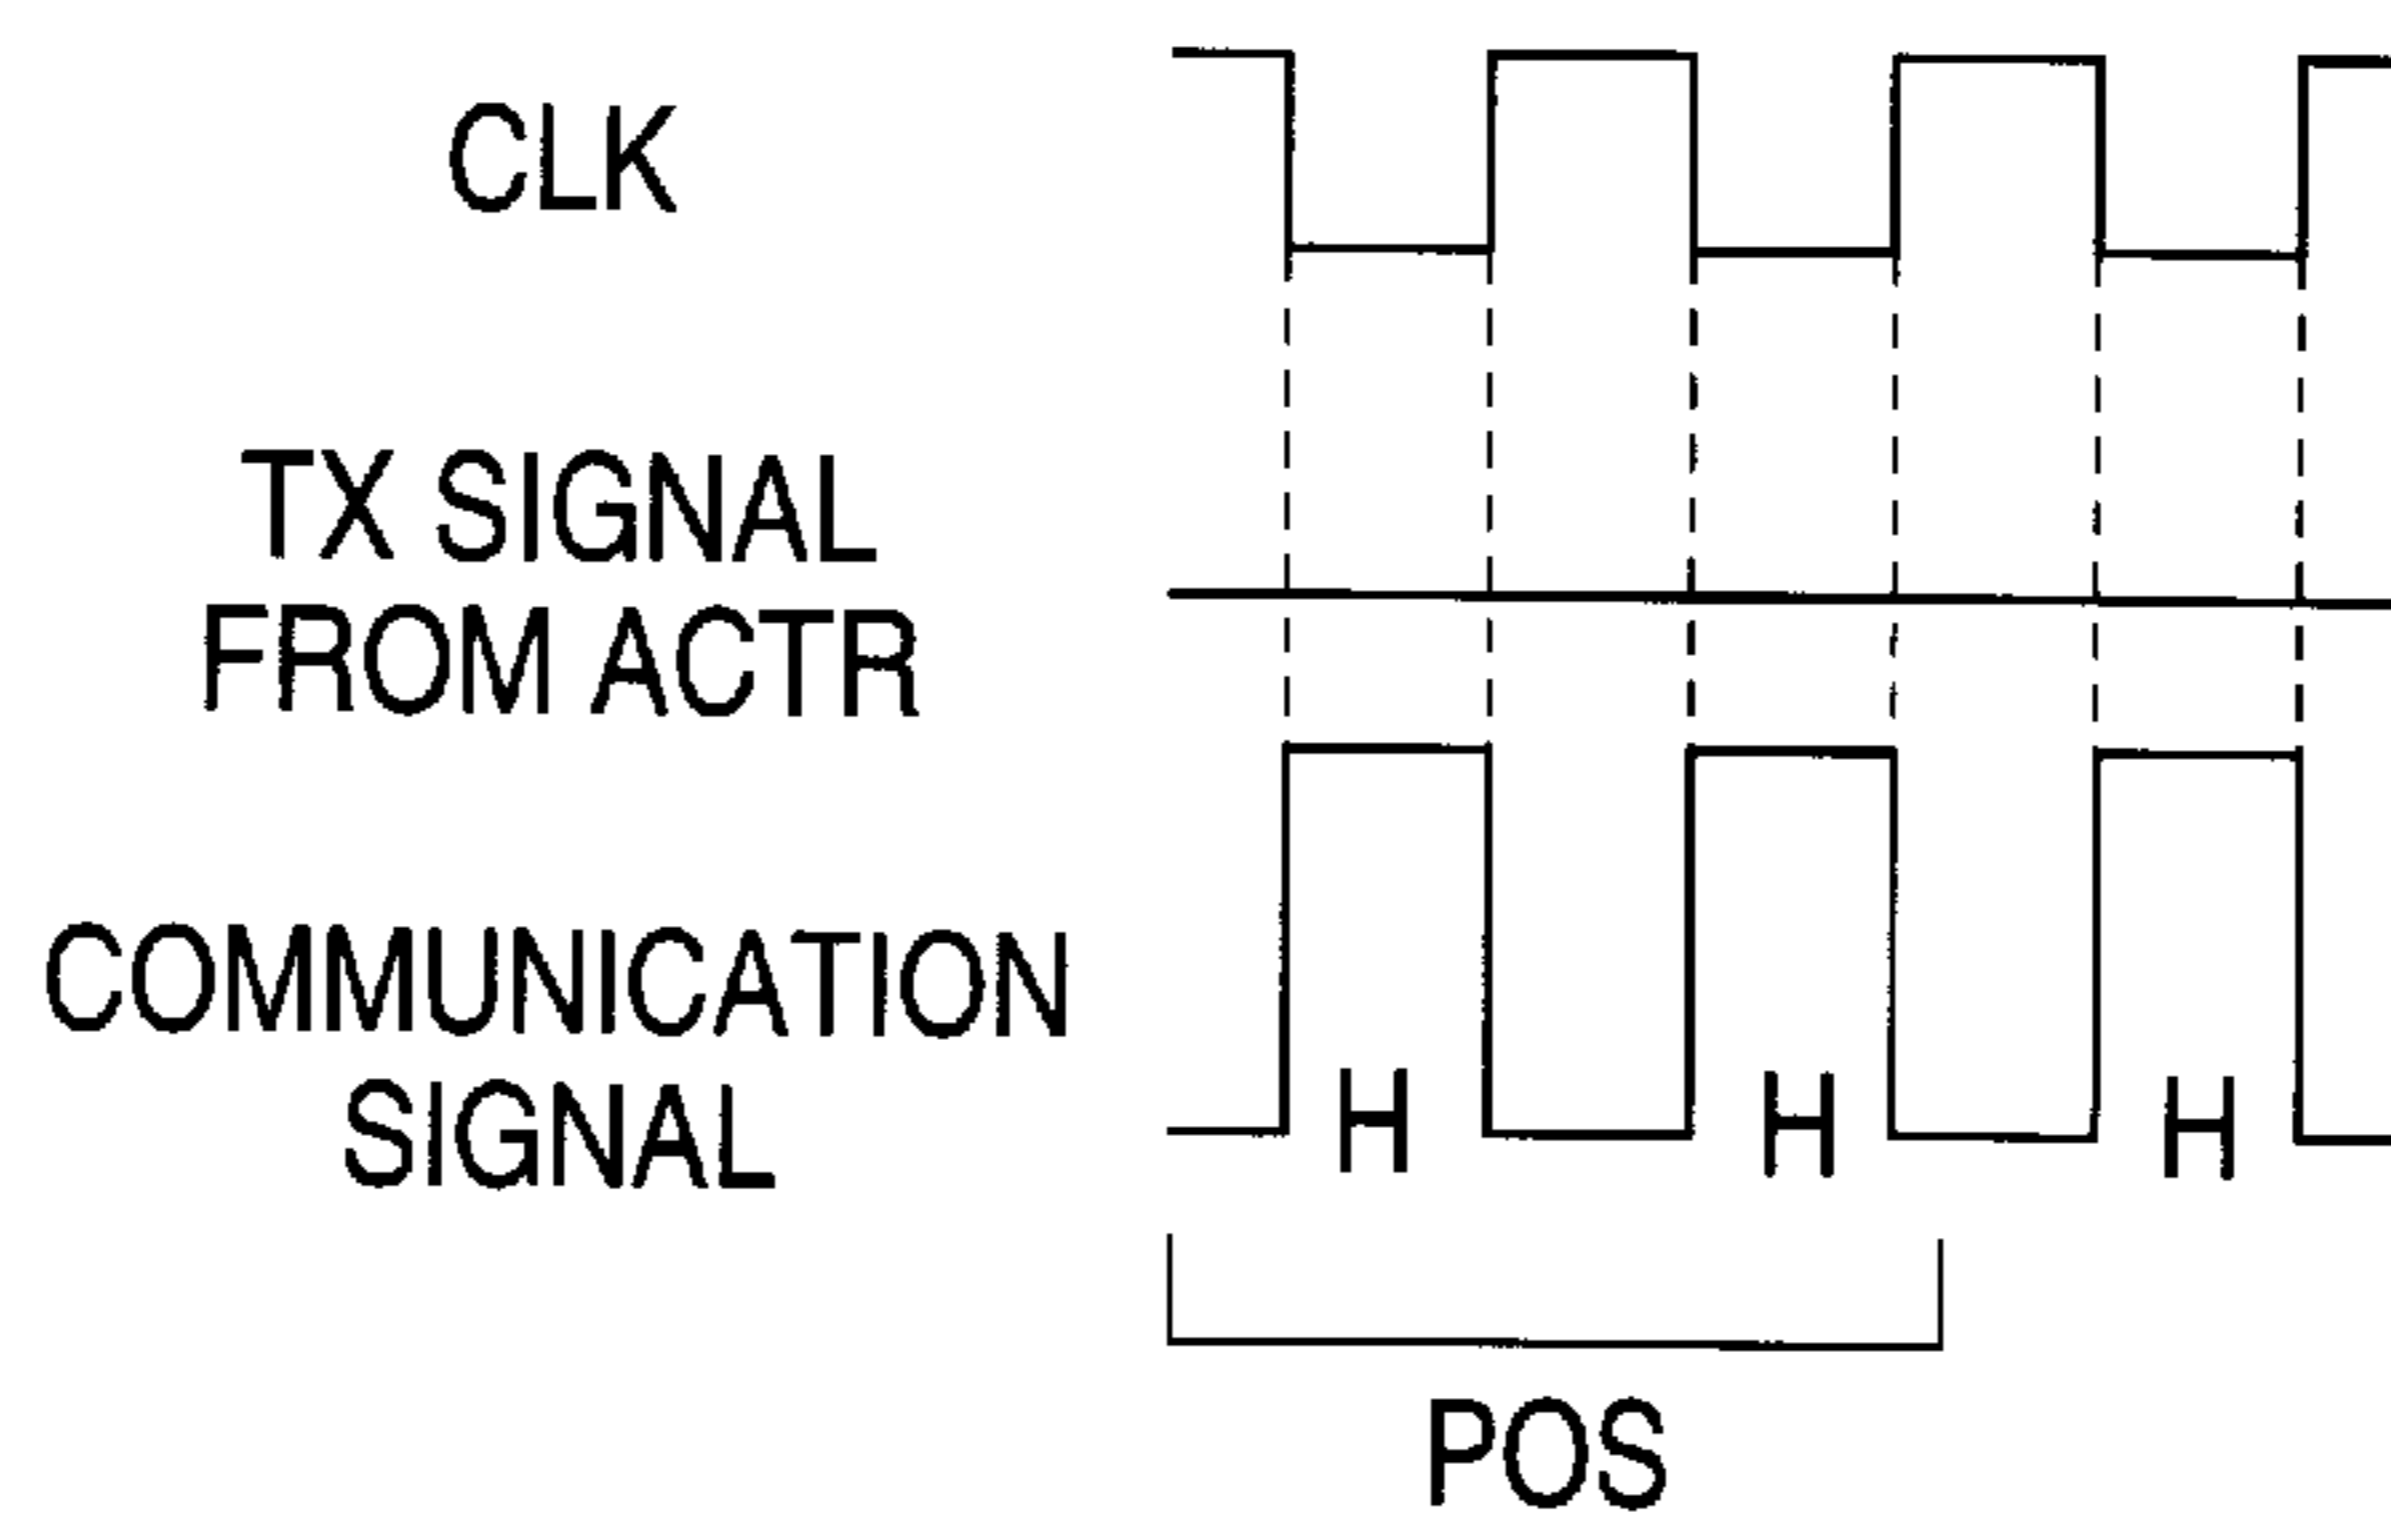 CLK
TX SIGNAL
FROM ACTR
COMMUNICATION
SIGNAL
H H H
POS